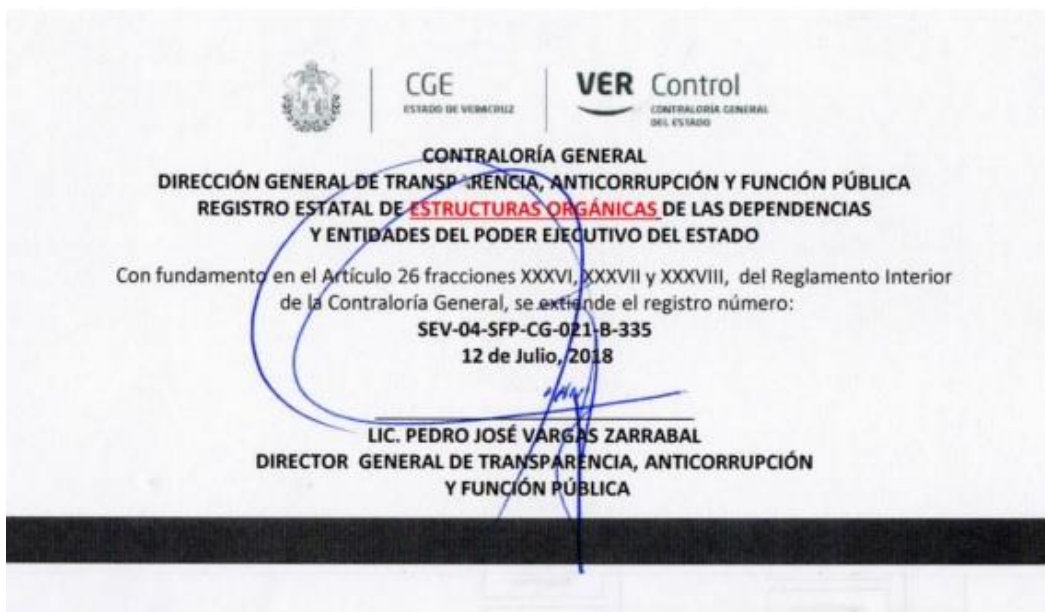 CGE
ESTADO DE VERACRUZ
VER Control
CONTRALORÍA GENERAL
DEL ESTADO
CONTRALORÍA GENERAL
DIRECCIÓN GENERAL DE TRANSPARENCIA, ANTICORRUPCIÓN Y FUNCIÓN PÚBLICA
REGISTRO ESTATAL DE ESTRUCTURAS ORGÁNICAS DE LAS DEPENDENCIAS
Y ENTIDADES DEL PODER EJECUTIVO DEL ESTADO
Con fundamento en el Artículo 26 fracciones XXXVI, XXXVII y XXXVIII, del Reglamento Interior
de la Contraloría General, se extiende el registro número:
SEV-04-SFP-CG-021-B-335
12 de Julio, 2018
LIC. PEDRO JOSÉ VARGAS ZARRABAL
DIRECTOR GENERAL DE TRANSPARENCIA, ANTICORRUPCIÓN
Y FUNCIÓN PÚBLICA